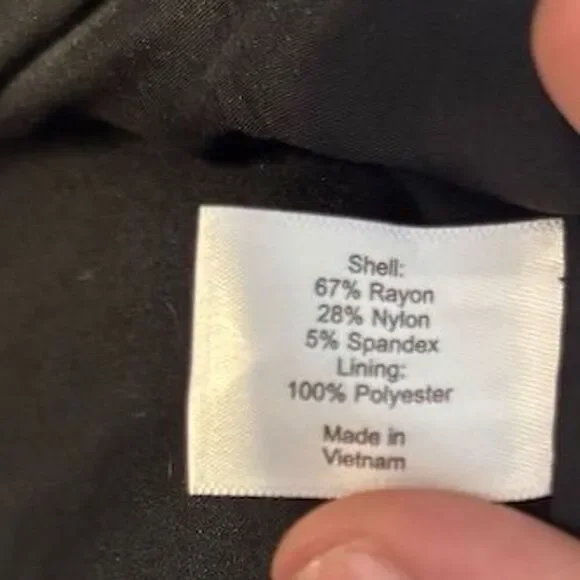 Shell:
67% Rayon
28% Nylon
5% Spandex
Lining:
100% Polyester
Made in
Vietnam